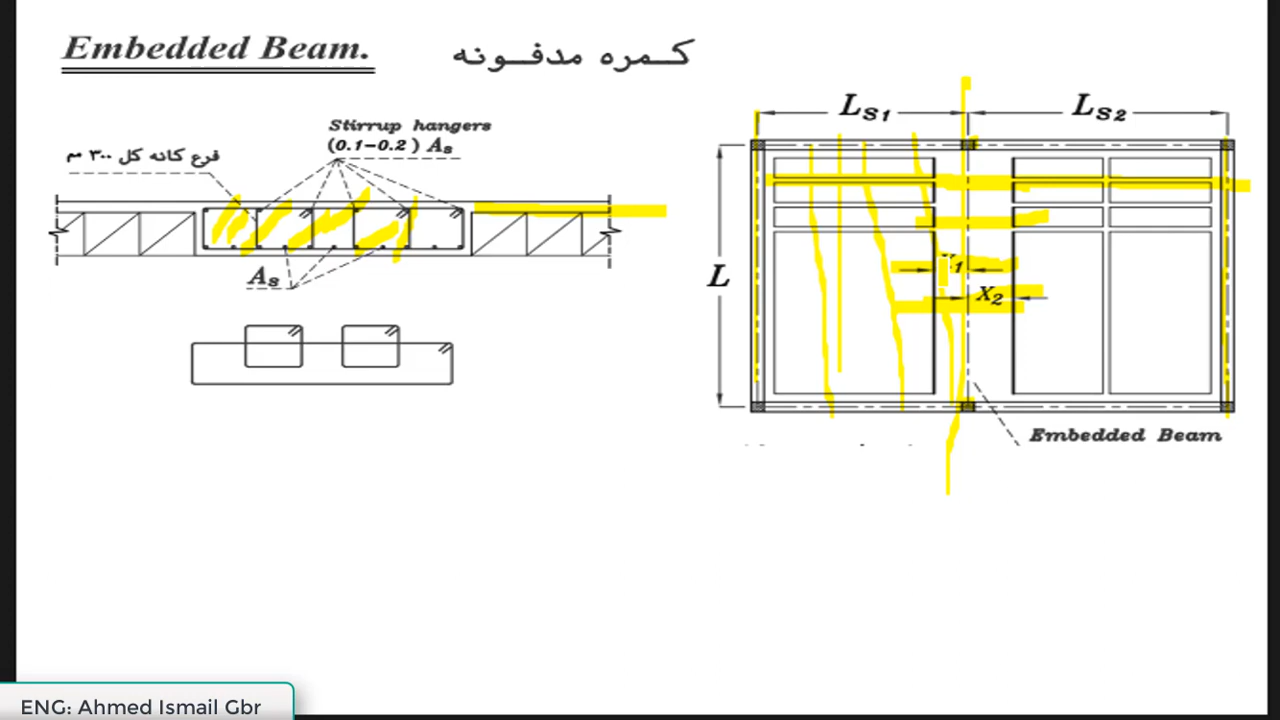 Embedded Beam.
كـمره مدفـونه
Stirrup hangers
(0.1-0.2) As
فرع كانه كل ٣٠٠ م
As
LS1
LS2
L
X2
Embedded Beam
ENG: Ahmed Ismail Gbr